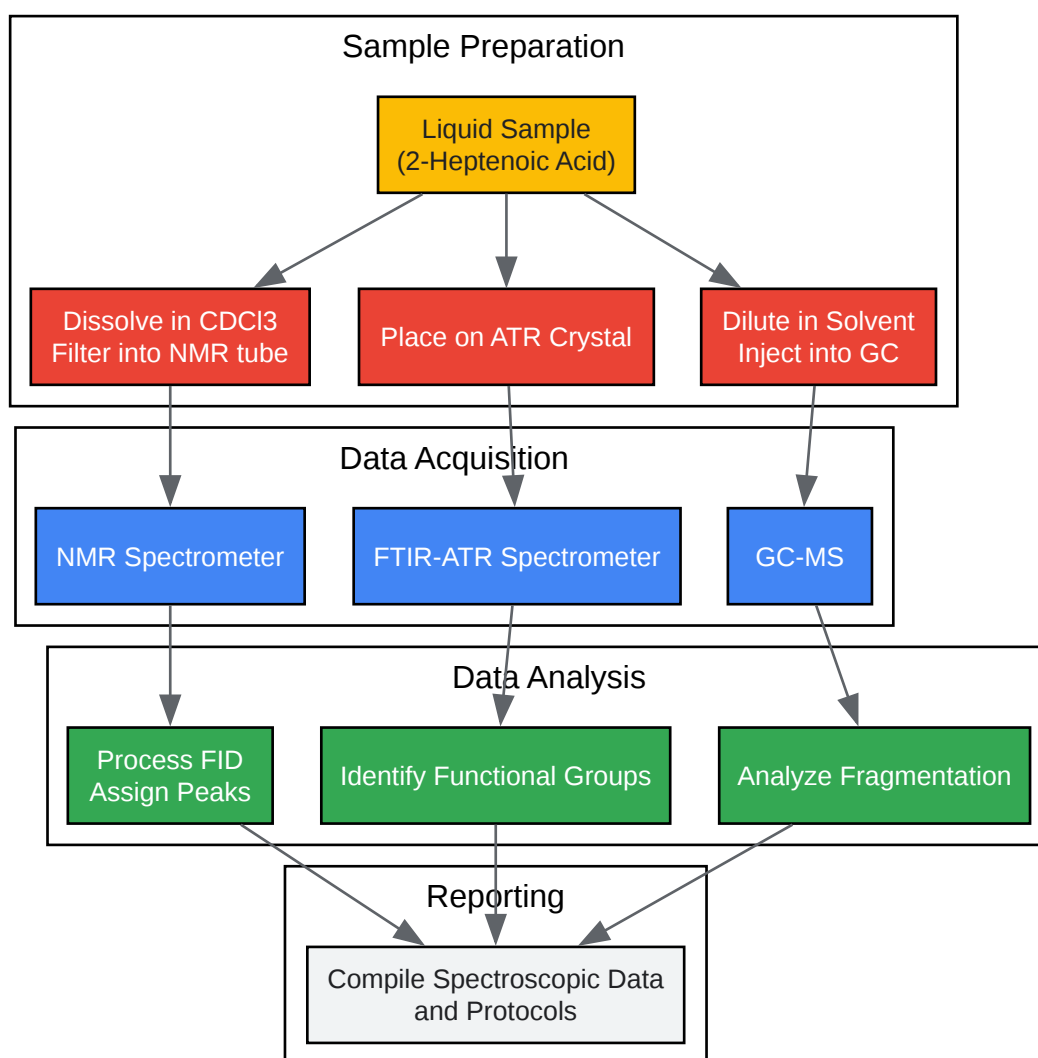 Sample Preparation
Liquid Sample
(2-Heptenoic Acid)
Dissolve in CDCl3
Filter into NMR tube
Place on ATR Crystal
Dilute in Solvent
Inject into GC
Data Acquisition
NMR Spectrometer
FTIR-ATR Spectrometer
GC-MS
Data Analysis
Process FID
Assign Peaks
Identify Functional Groups
Analyze Fragmentation
Reporting
Compile Spectroscopic Data
and Protocols